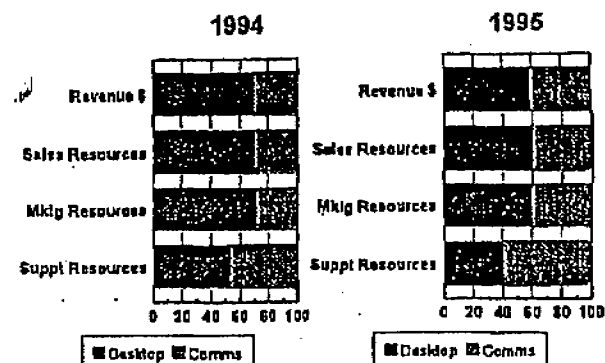 1994
Revenue $
Sales Resources
Mktg Resources
Suppt Resources
0 20 40 60 80 100
Desktop Comms
1995
Revenue $
Sales Resources
Mktg Resources
Suppt Resources
0 20 40 60 80 100
Desktop Comms